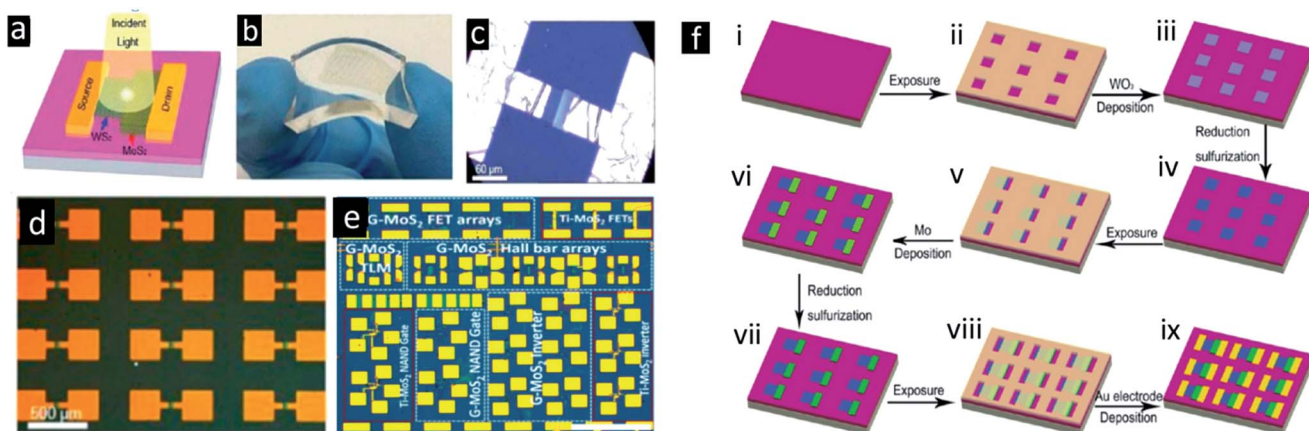 a
Incident
Light
Source
Drain
WS₂
MoS₂
b
c
60 μm
d
500 μm
e
G-MoS₂ FET arrays
Ti-MoS₂ FETs
G-MoS₂
TLM
G-MoS₂ Hall bar arrays
Ti-MoS₂ NAND Gate
G-MoS₂ NAND Gate
G-MoS₂ Inverter
Ti-MoS₂ Inverter
f
i
Exposure
ii
WO₃
Deposition
iii
Reduction
sulfurization
iv
Exposure
v
Mo
Deposition
vi
Reduction
sulfurization
vii
Exposure
viii
Au electrode
Deposition
ix